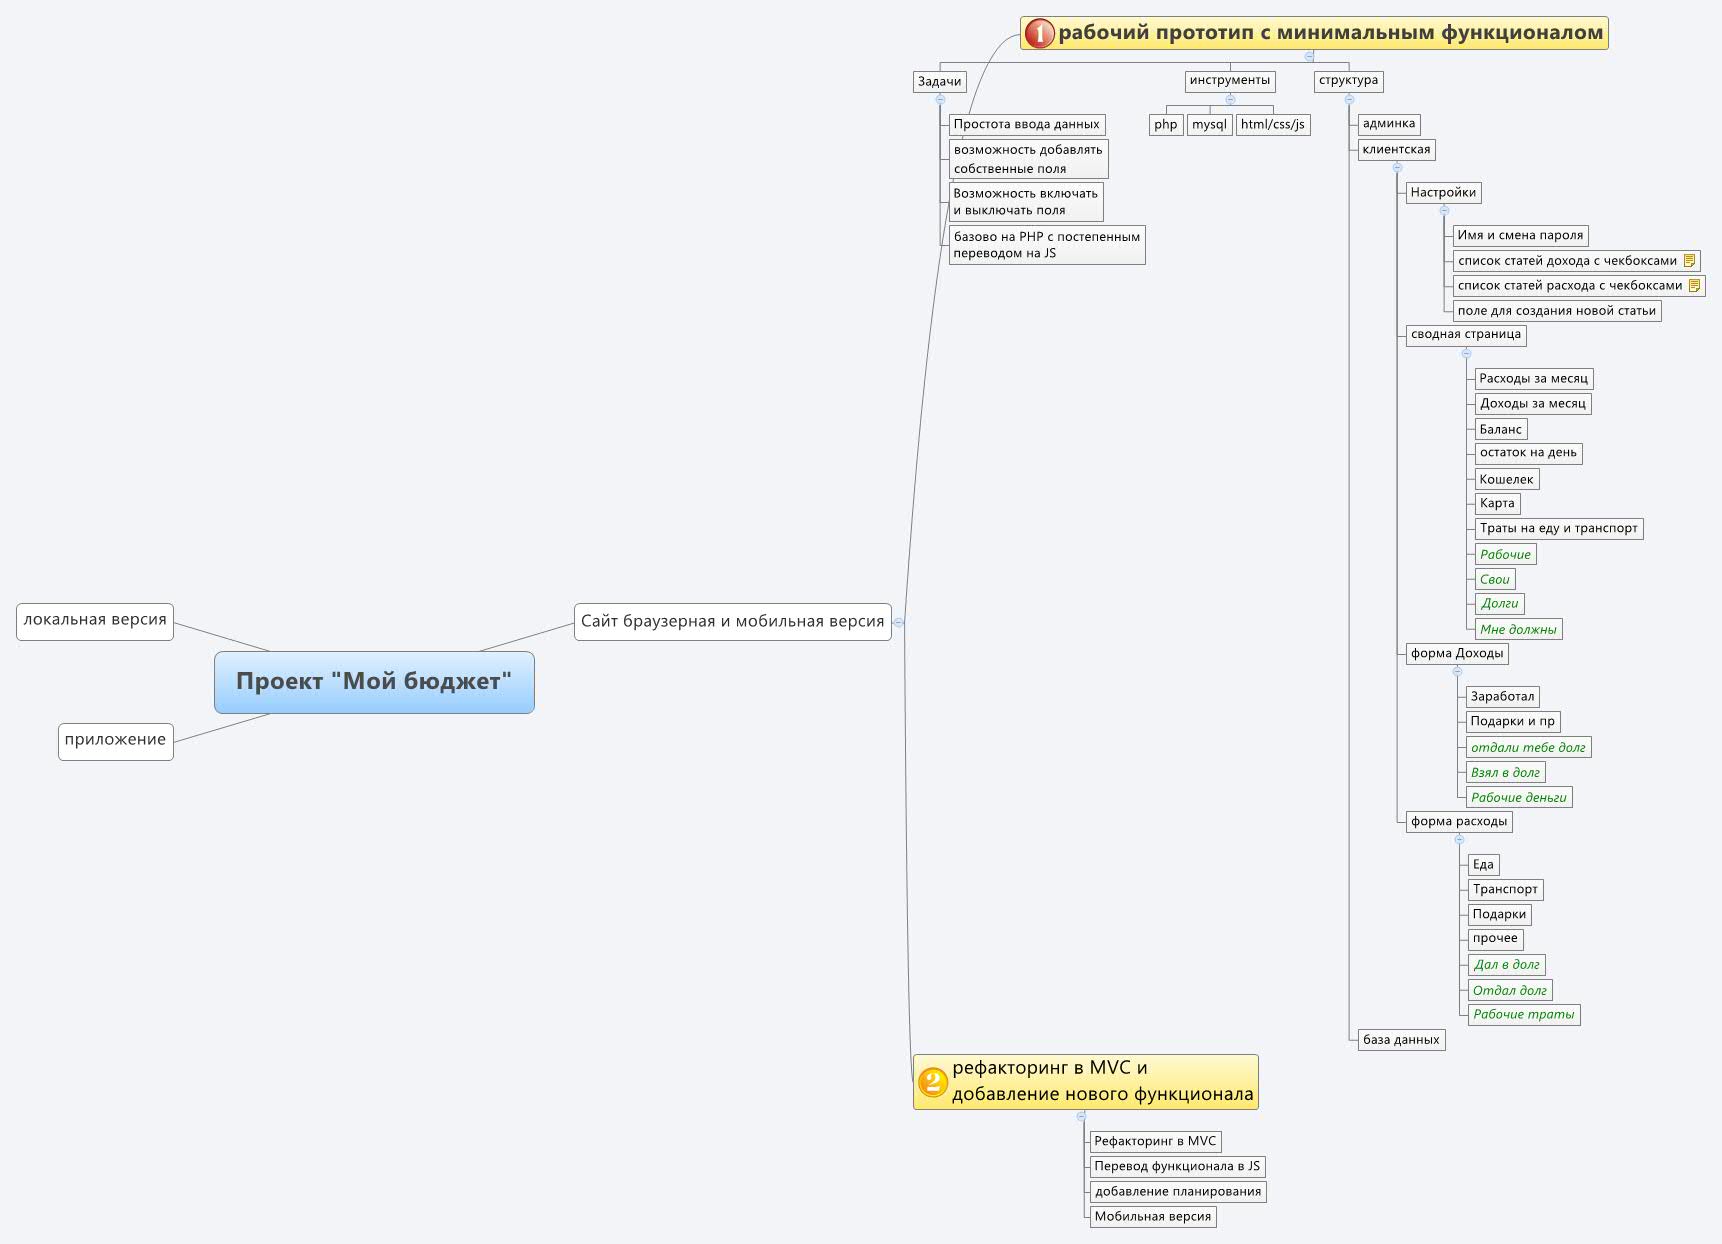 Проект "Мой бюджет"
локальная версия
приложение
Сайт браузерная и мобильная версия
1
рабочий прототип с минимальным функционалом
Задачи
Простота ввода данных
возможность добавлять
собственные поля
Возможность включать
и выключать поля
базово на PHP с постепенным
переводом на JS
инструменты
php
mysql
html/css/js
структура
админка
клиентская
Настройки
Имя и смена пароля
список статей дохода с чекбоксами
список статей расхода с чекбоксами
поле для создания новой статьи
сводная страница
Расходы за месяц
Доходы за месяц
Баланс
остаток на день
Кошелек
Карта
Траты на еду и транспорт
Рабочие
Свои
Долги
Мне должны
форма Доходы
Заработал
Подарки и пр
отдали тебе долг
Взял в долг
Рабочие деньги
форма расходы
Еда
Транспорт
Подарки
прочее
Дал в долг
Отдал долг
Рабочие траты
база данных
2
рефакторинг в MVC и
добавление нового функционала
Рефакторинг в MVC
Перевод функционала в JS
добавление планирования
Мобильная версия